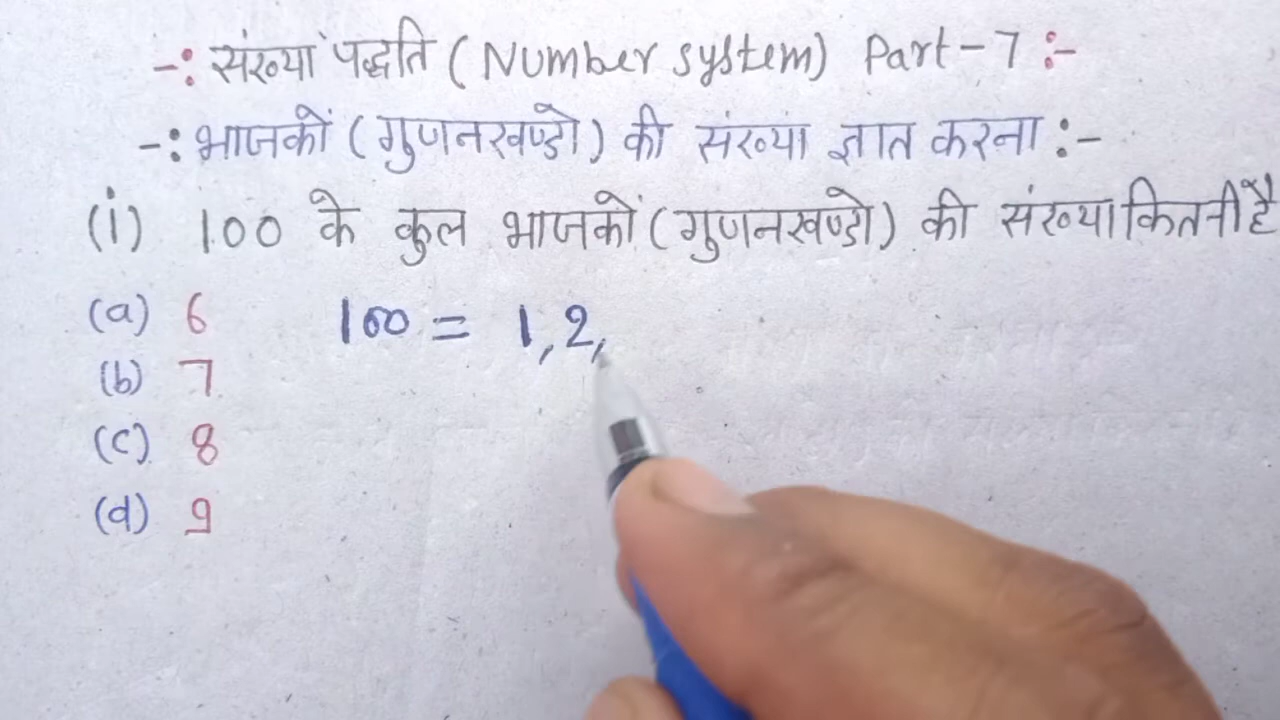 -: संख्या पद्धति ( Number system) Part - 7 :-
-: भाजकों ( गुणनखण्डो ) की संख्या ज्ञात करना :-
(i) 100 के कुल भाजकों ( गुणनखण्डो ) की संख्या कितनी है
(a) 6
100 = 1, 2,
(b) 7
(c) 8
(d) 9